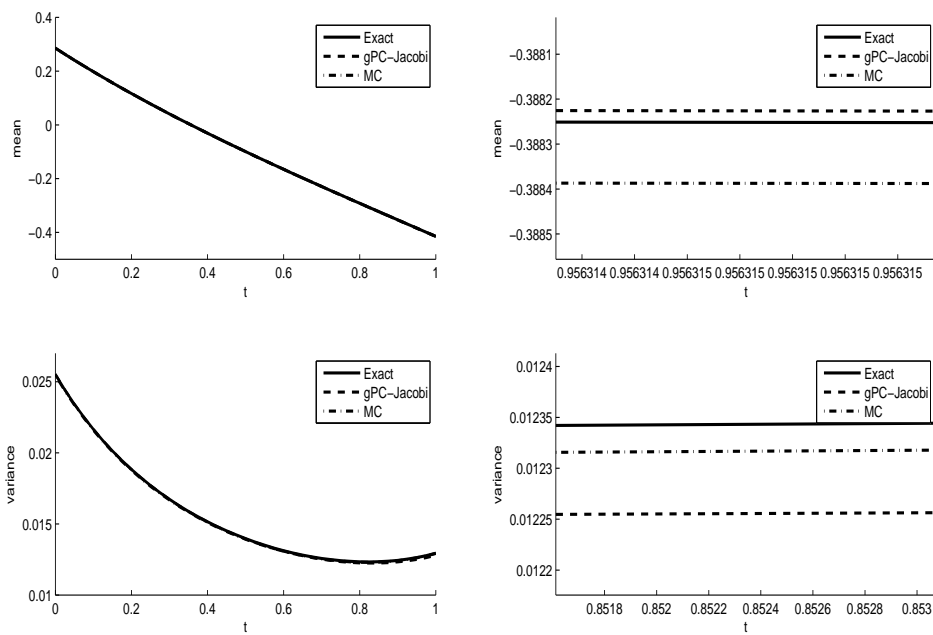 0.4
0.2
0
−0.2
−0.4
mean
0
0.2
0.4
0.6
0.8
1
t
Exact
gPC−Jacobi
MC
−0.3881
−0.3882
−0.3883
−0.3884
−0.3885
mean
0.956314 0.956314 0.956315 0.956315 0.956315 0.956315 0.956315
t
Exact
gPC−Jacobi
MC
0.025
0.02
0.015
0.01
variance
0
0.2
0.4
0.6
0.8
1
t
Exact
gPC−Jacobi
MC
0.0124
0.01235
0.0123
0.01225
0.0122
variance
0.8518 0.852 0.8522 0.8524 0.8526 0.8528 0.853
t
Exact
gPC−Jacobi
MC